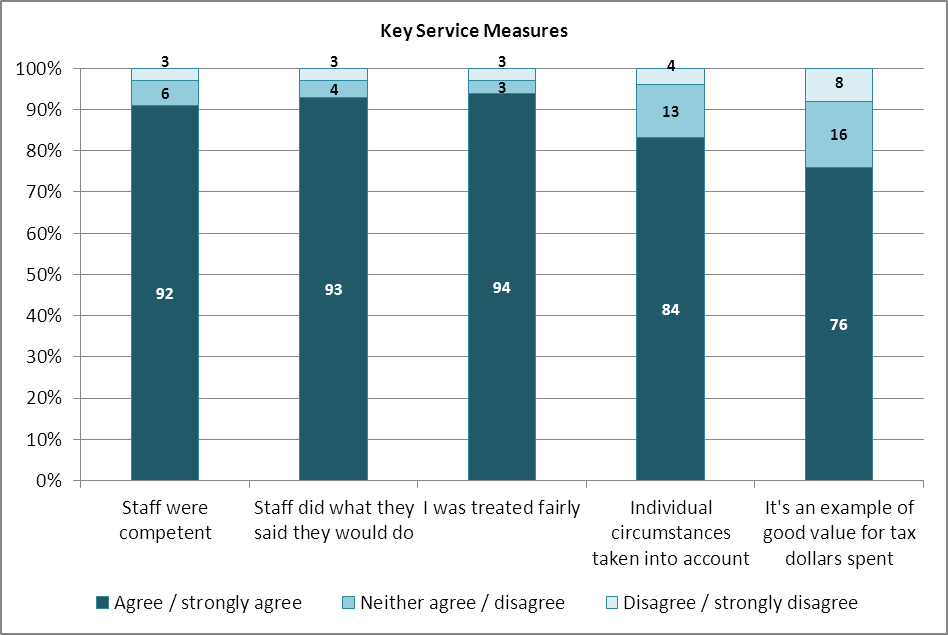 Key Service Measures
100%
90%
80%
70%
60%
50%
40%
30%
20%
10%
0%
3
3
3
4
8
6
4
3
13
16
92
93
94
84
76
Staff were
competent
Staff did what they
said they would do
I was treated fairly
Individual
circumstances
taken into account
It's an example of
good value for tax
dollars spent
Agree / strongly agree
Neither agree / disagree
Disagree / strongly disagree